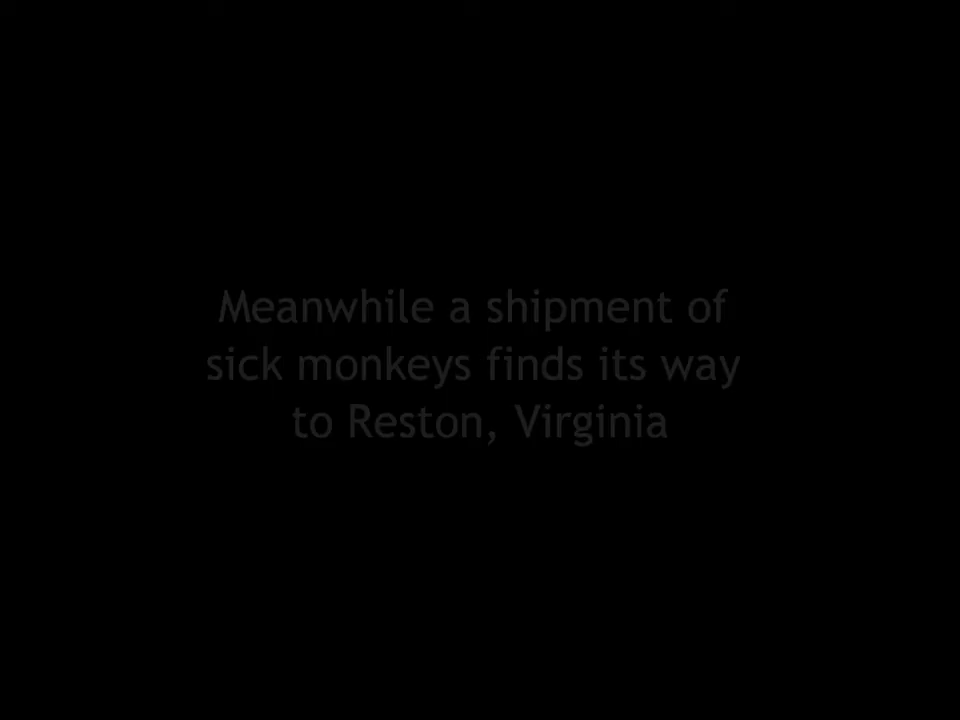 Meanwhile a shipment of
sick monkeys finds its way
to Reston, Virginia